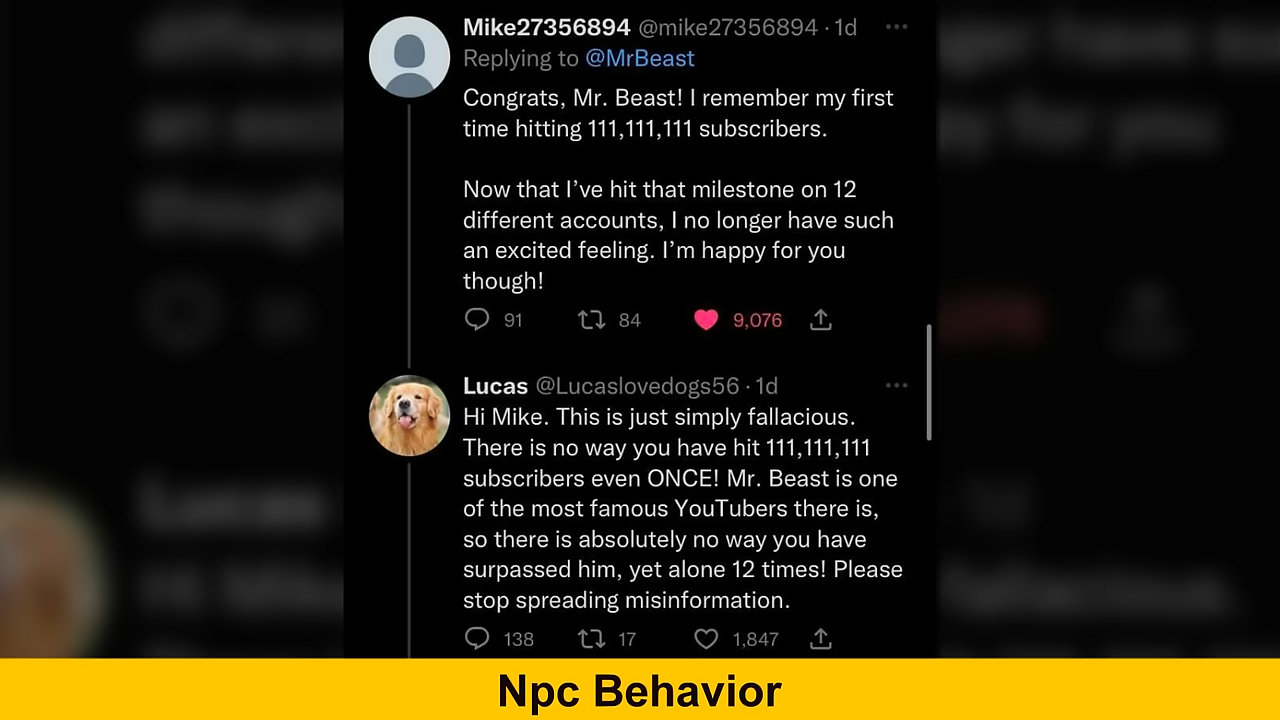 Mike27356894 @mike27356894 · 1d
Replying to @MrBeast
Congrats, Mr. Beast! I remember my first
time hitting 111,111,111 subscribers.
Now that I've hit that milestone on 12
different accounts, I no longer have such
an excited feeling. I'm happy for you
though!
91 84 9,076
Lucas @Lucaslovedogs56 · 1d
Hi Mike. This is just simply fallacious.
There is no way you have hit 111,111,111
subscribers even ONCE! Mr. Beast is one
of the most famous YouTubers there is,
so there is absolutely no way you have
surpassed him, yet alone 12 times! Please
stop spreading misinformation.
138 17 1,847
Npc Behavior